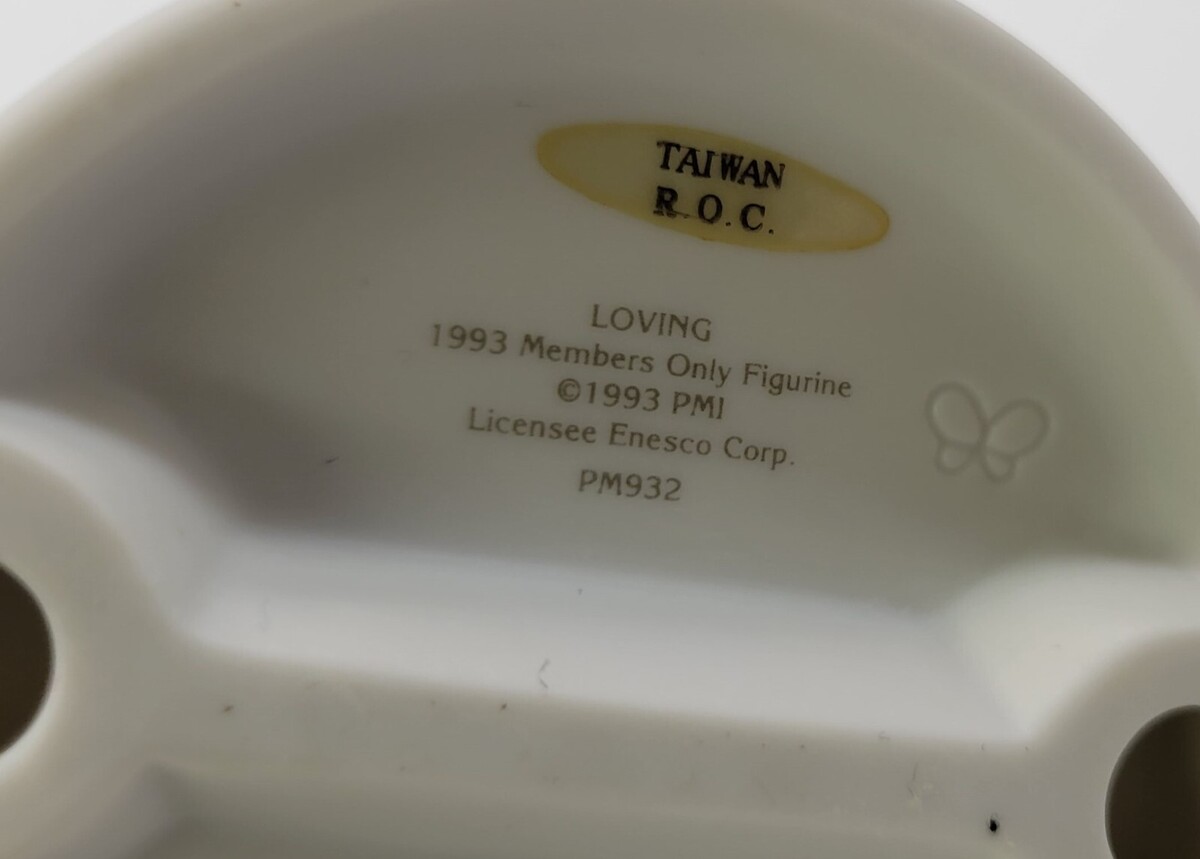 TAIWAN
R.O.C.
LOVING
1993 Members Only Figurine
©1993 PMI
Licensee Enesco Corp.
PM932